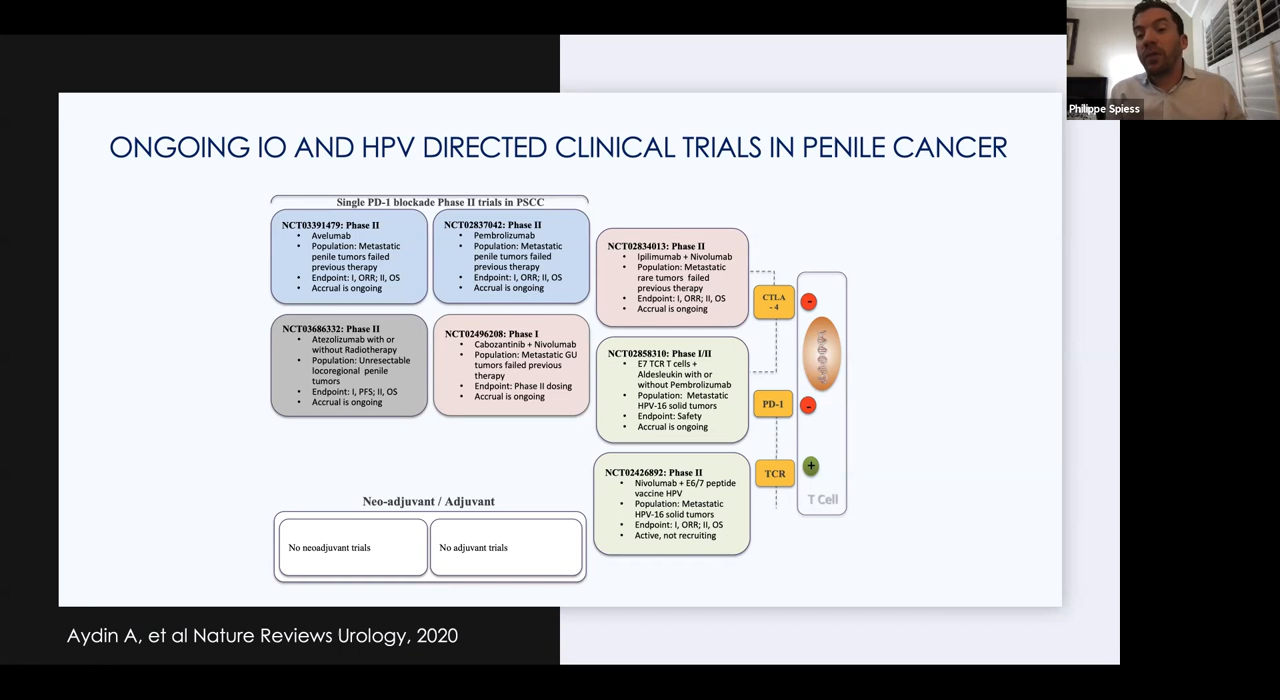 Philippe Spiess
ONGOING IO AND HPV DIRECTED CLINICAL TRIALS IN PENILE CANCER
Single PD-1 blockade Phase II trials in PSCC
NCT03391479: Phase II
• Avelumab
• Population: Metastatic
penile tumors failed
previous therapy
• Endpoint: I, ORR; II, OS
• Accrual is ongoing
NCT02837042: Phase II
• Pembrolizumab
• Population: Metastatic
penile tumors failed
previous therapy
• Endpoint: I, ORR; II, OS
• Accrual is ongoing
NCT02834013: Phase II
• Ipilimumab + Nivolumab
• Population: Metastatic
rare tumors failed
previous therapy
• Endpoint: I, ORR; II, OS
• Accrual is ongoing
NCT03686332: Phase II
• Atezolizumab with or
without Radiotherapy
• Population: Unresectable
locoregional penile
tumors
• Endpoint: I, PFS; II, OS
• Accrual is ongoing
NCT02496208: Phase I
• Cabozantinib + Nivolumab
• Population: Metastatic GU
tumors failed previous
therapy
• Endpoint: Phase II dosing
• Accrual is ongoing
NCT02858310: Phase I/II
• E7 TCR T cells +
Aldesleukin with or
without Pembrolizumab
• Population: Metastatic
HPV-16 solid tumors
• Endpoint: Safety
• Accrual is ongoing
NCT02426892: Phase II
• Nivolumab + E6/7 peptide
vaccine HPV
• Population: Metastatic
HPV-16 solid tumors
• Endpoint: I, ORR; II, OS
• Active, not recruiting
CTLA
- 4
-
PD-1
-
TCR
+
T Cell
Neo-adjuvant / Adjuvant
No neoadjuvant trials
No adjuvant trials
Aydin A, et al Nature Reviews Urology, 2020